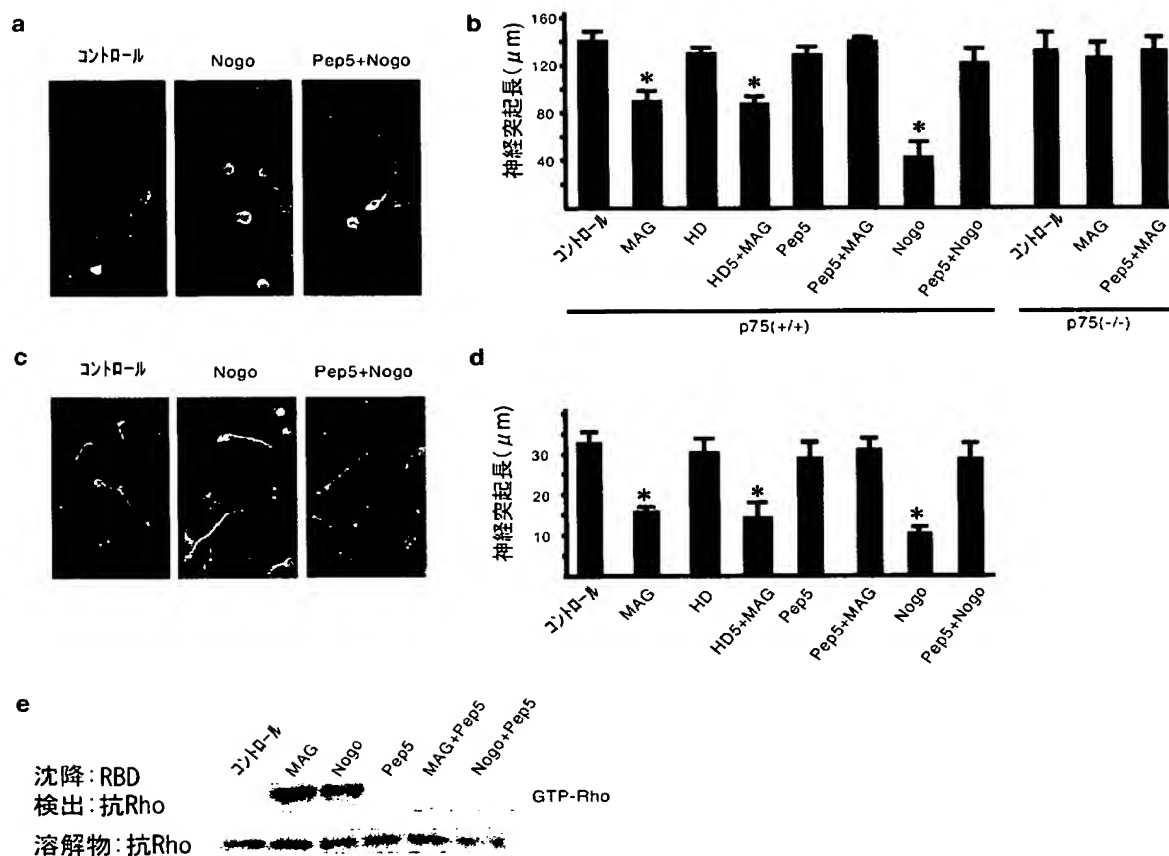 a
コントロール
Nogo
Pep5+Nogo
b
神経突起長(μm)
160
120
80
40
*
*
*
コントロール
MAG
HD
HD5+MAG
Pep5
Pep5+MAG
Nogo
Pep5+Nogo
コントロール
MAG
Pep5+MAG
p75(+/+)
p75(-/-)
c
コントロール
Nogo
Pep5+Nogo
d
神経突起長(μm)
30
20
10
*
*
*
コントロール
MAG
HD
HD5+MAG
Pep5
Pep5+MAG
Nogo
Pep5+Nogo
e
コントロール
MAG
Nogo
Pep5
MAG+Pep5
Nogo+Pep5
沈降:RBD
検出:抗Rho
GTP-Rho
溶解物:抗Rho